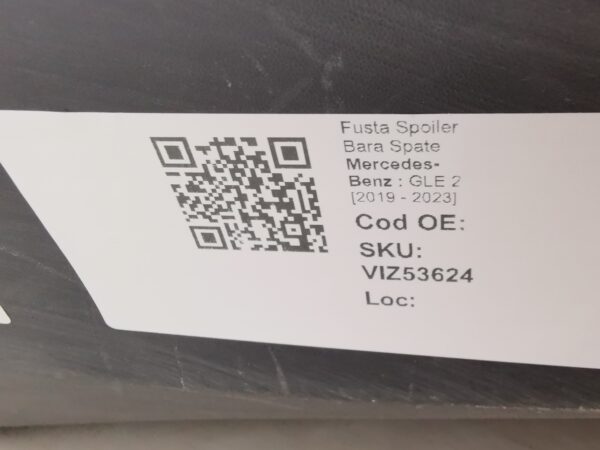 Fusta Spoiler
Bara Spate
Mercedes-
Benz : GLE 2
[2019 - 2023]
Cod OE:
SKU:
VIZ53624
Loc: